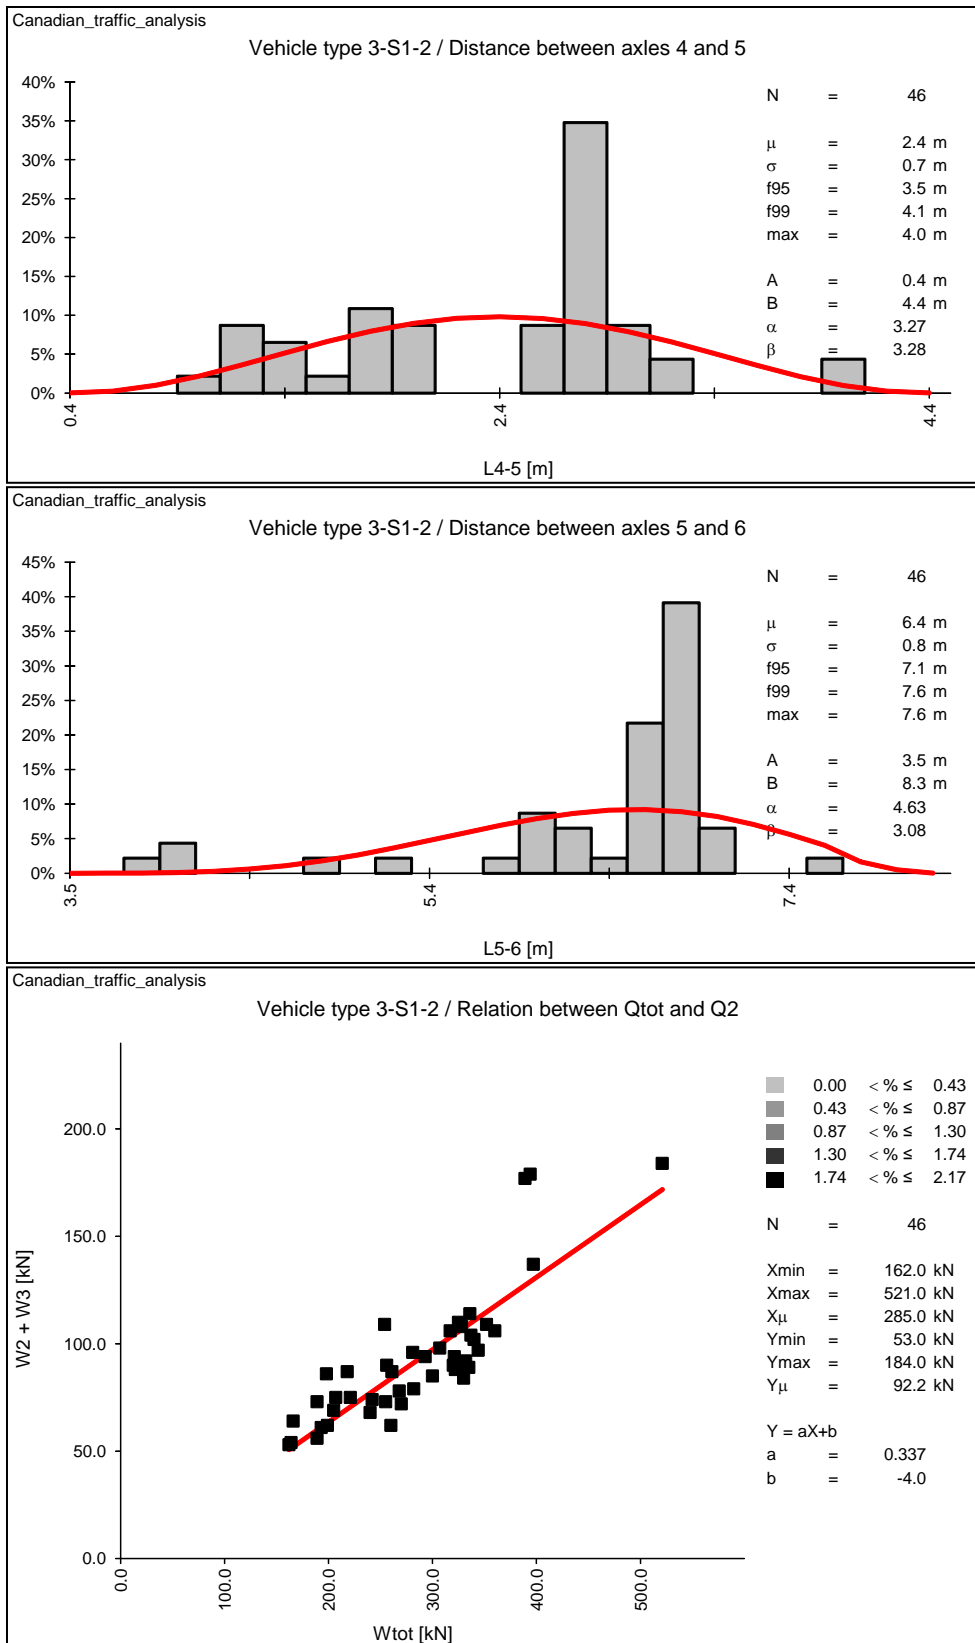 Canadian_traffic_analysis
Vehicle type 3-S1-2 / Distance between axles 4 and 5
40%
35%
30%
25%
20%
15%
10%
5%
0%
0.4
2.4
4.4
L4-5 [m]
N = 46
μ = 2.4 m
σ = 0.7 m
f95 = 3.5 m
f99 = 4.1 m
max = 4.0 m
A = 0.4 m
B = 4.4 m
α = 3.27
β = 3.28
Canadian_traffic_analysis
Vehicle type 3-S1-2 / Distance between axles 5 and 6
45%
40%
35%
30%
25%
20%
15%
10%
5%
0%
3.5
5.4
7.4
L5-6 [m]
N = 46
μ = 6.4 m
σ = 0.8 m
f95 = 7.1 m
f99 = 7.6 m
max = 7.6 m
A = 3.5 m
B = 8.3 m
α = 4.63
β = 3.08
Canadian_traffic_analysis
Vehicle type 3-S1-2 / Relation between Qtot and Q2
W2 + W3 [kN]
200.0
150.0
100.0
50.0
0.0
0.0
100.0
200.0
300.0
400.0
500.0
Wtot [kN]
0.00 < % ≤ 0.43
0.43 < % ≤ 0.87
0.87 < % ≤ 1.30
1.30 < % ≤ 1.74
1.74 < % ≤ 2.17
N = 46
Xmin = 162.0 kN
Xmax = 521.0 kN
Xμ = 285.0 kN
Ymin = 53.0 kN
Ymax = 184.0 kN
Yμ = 92.2 kN
Y = aX+b
a = 0.337
b = -4.0